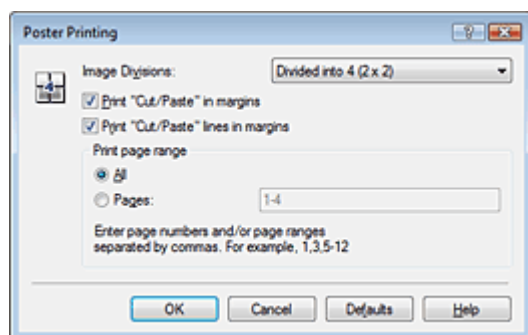 Poster Printing
Image Divisions: Divided into 4 (2 x 2)
4
Print "Cut/Paste" in margins
Print "Cut/Paste" lines in margins
Print page range
All
Pages: 1-4
Enter page numbers and/or page ranges
separated by commas. For example, 1,3,5-12
OK Cancel Defaults Help